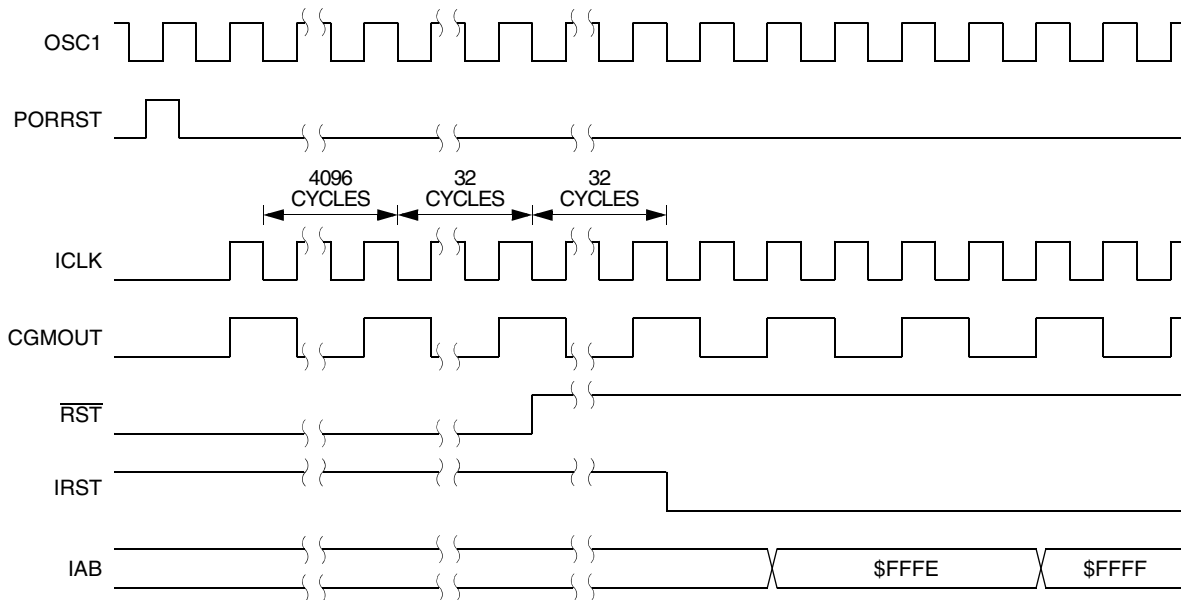 OSC1
PORRST
4096
CYCLES
32
CYCLES
32
CYCLES
ICLK
CGMOUT
RST
IRST
IAB
$FFFE
$FFFF